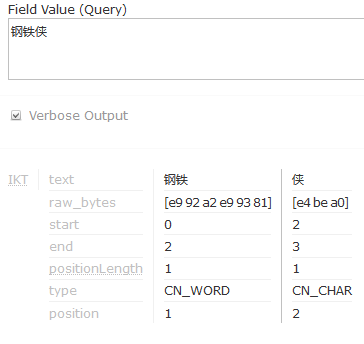 Field Value (Query)
钢铁侠
Verbose Output
IKT text 钢铁 侠
raw_bytes [e9 92 a2 e9 93 81] [e4 be a0]
start 0 2
end 2 3
positionLength 1 1
type CN_WORD CN_CHAR
position 1 2